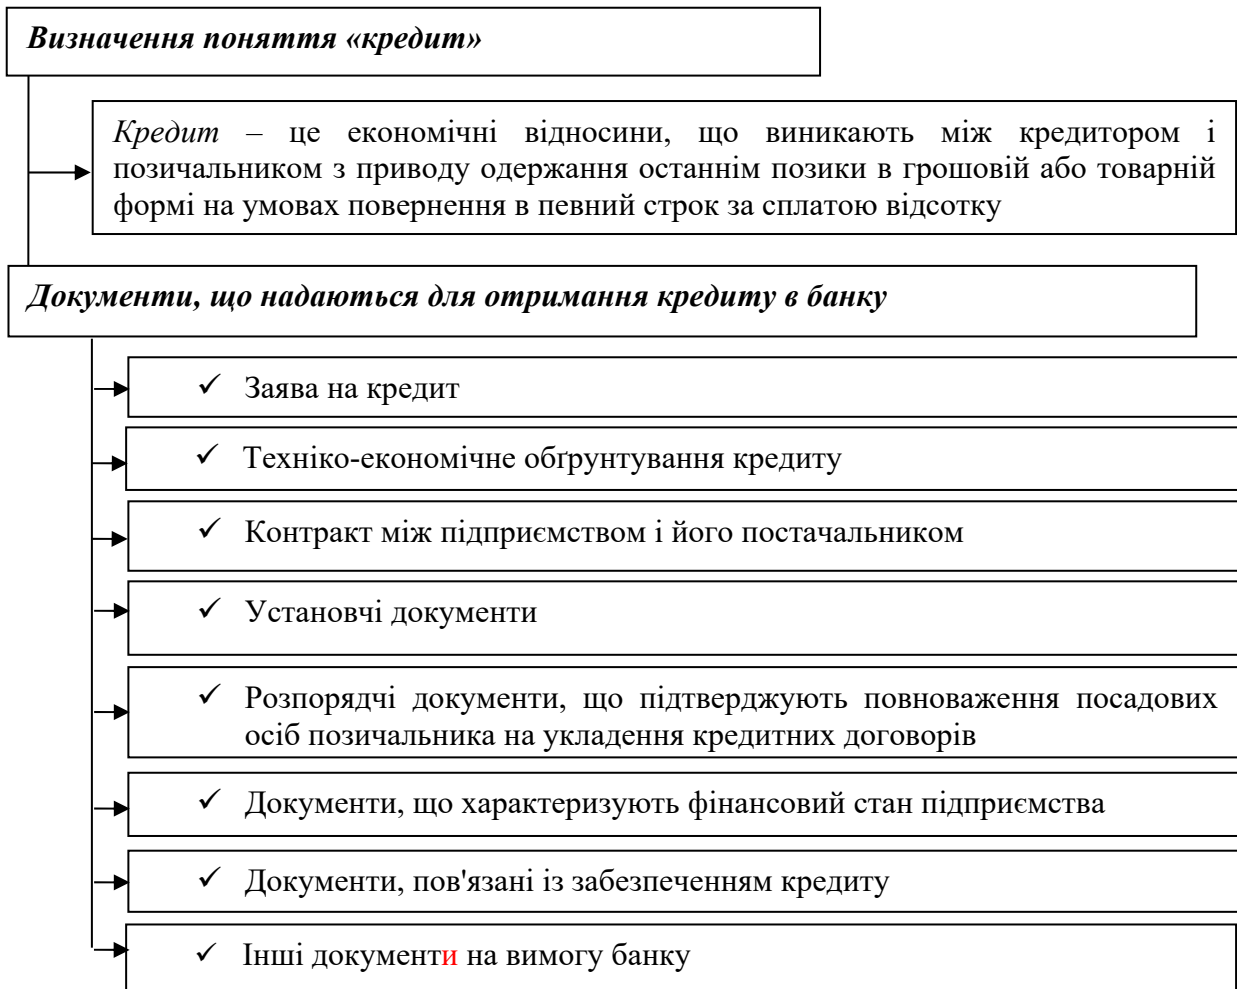 Визначення поняття «кредит»
Кредит – це економічні відносини, що виникають між кредитором і
позичальником з приводу одержання останнім позики в грошовій або товарній
формі на умовах повернення в певний строк за сплатою відсотку
Документи, що надаються для отримання кредиту в банку
✓ Заява на кредит
✓ Техніко-економічне обґрунтування кредиту
✓ Контракт між підприємством і його постачальником
✓ Установчі документи
✓ Розпорядчі документи, що підтверджують повноваження посадових
осіб позичальника на укладення кредитних договорів
✓ Документи, що характеризують фінансовий стан підприємства
✓ Документи, пов'язані із забезпеченням кредиту
✓ Інші документи на вимогу банку